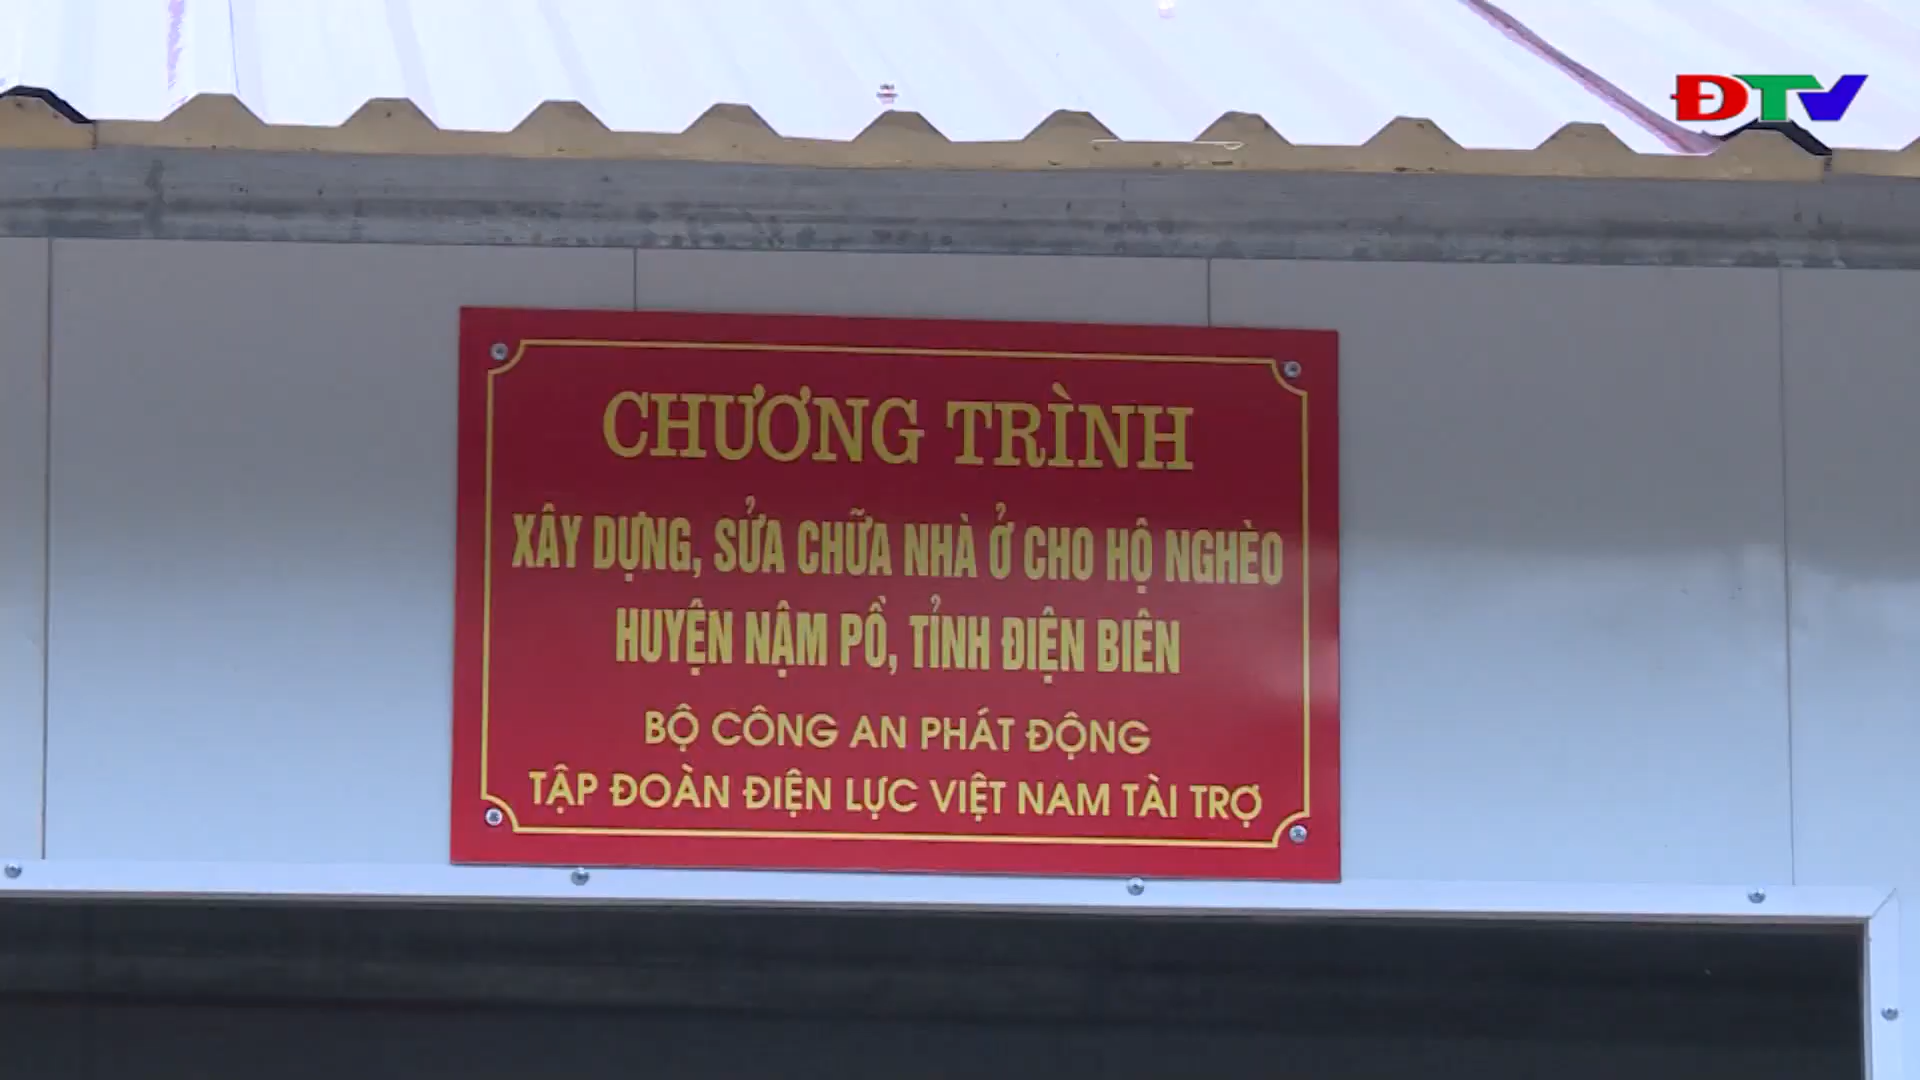 ĐTV
CHƯƠNG TRÌNH
XÂY DỰNG, SỬA CHỮA NHÀ Ở CHO HỘ NGHÈO
HUYỆN NẬM PỒ, TỈNH ĐIỆN BIÊN
BỘ CÔNG AN PHÁT ĐỘNG
TẬP ĐOÀN ĐIỆN LỰC VIỆT NAM TÀI TRỢ